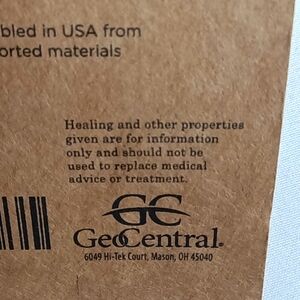 bled in USA from
orted materials
Healing and other properties
given are for information
only and should not be
used to replace medical
advice or treatment.
GC
GeoCentral®
6049 Hi-Tek Court, Mason, OH 45040